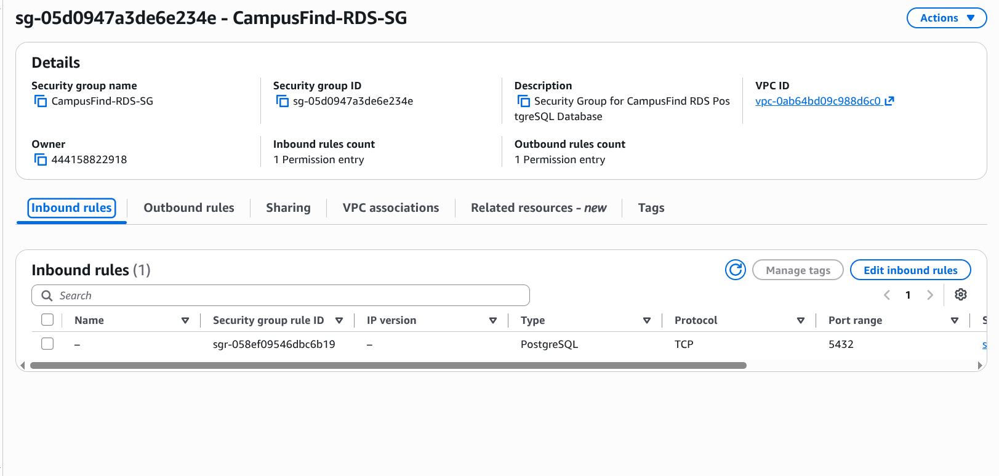 sg-05d0947a3de6e234e - CampusFind-RDS-SG
Actions
Details
Security group name
CampusFind-RDS-SG
Security group ID
sg-05d0947a3de6e234e
Description
Security Group for CampusFind RDS Pos
tgreSQL Database
VPC ID
vpc-0ab64bd09c988d6c0
Owner
444158822918
Inbound rules count
1 Permission entry
Outbound rules count
1 Permission entry
Inbound rules
Outbound rules
Sharing
VPC associations
Related resources - new
Tags
Inbound rules (1)
Manage tags
Edit inbound rules
Search
1
Name
Security group rule ID
IP version
Type
Protocol
Port range
–
sgr-058ef09546dbc6b19
–
PostgreSQL
TCP
5432